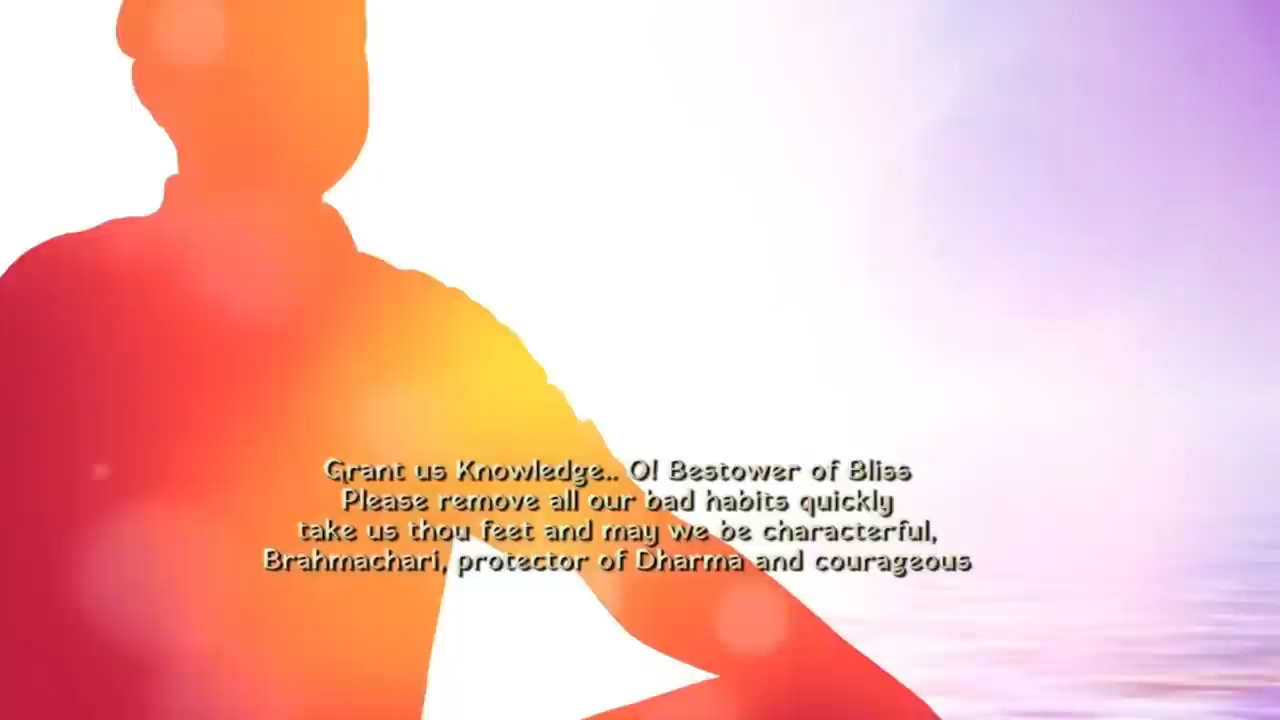 Grant us Knowledge.. O! Bestower of Bliss
Please remove all our bad habits quickly
take us thou feet and may we be characterful,
Brahmachari, protector of Dharma and courageous